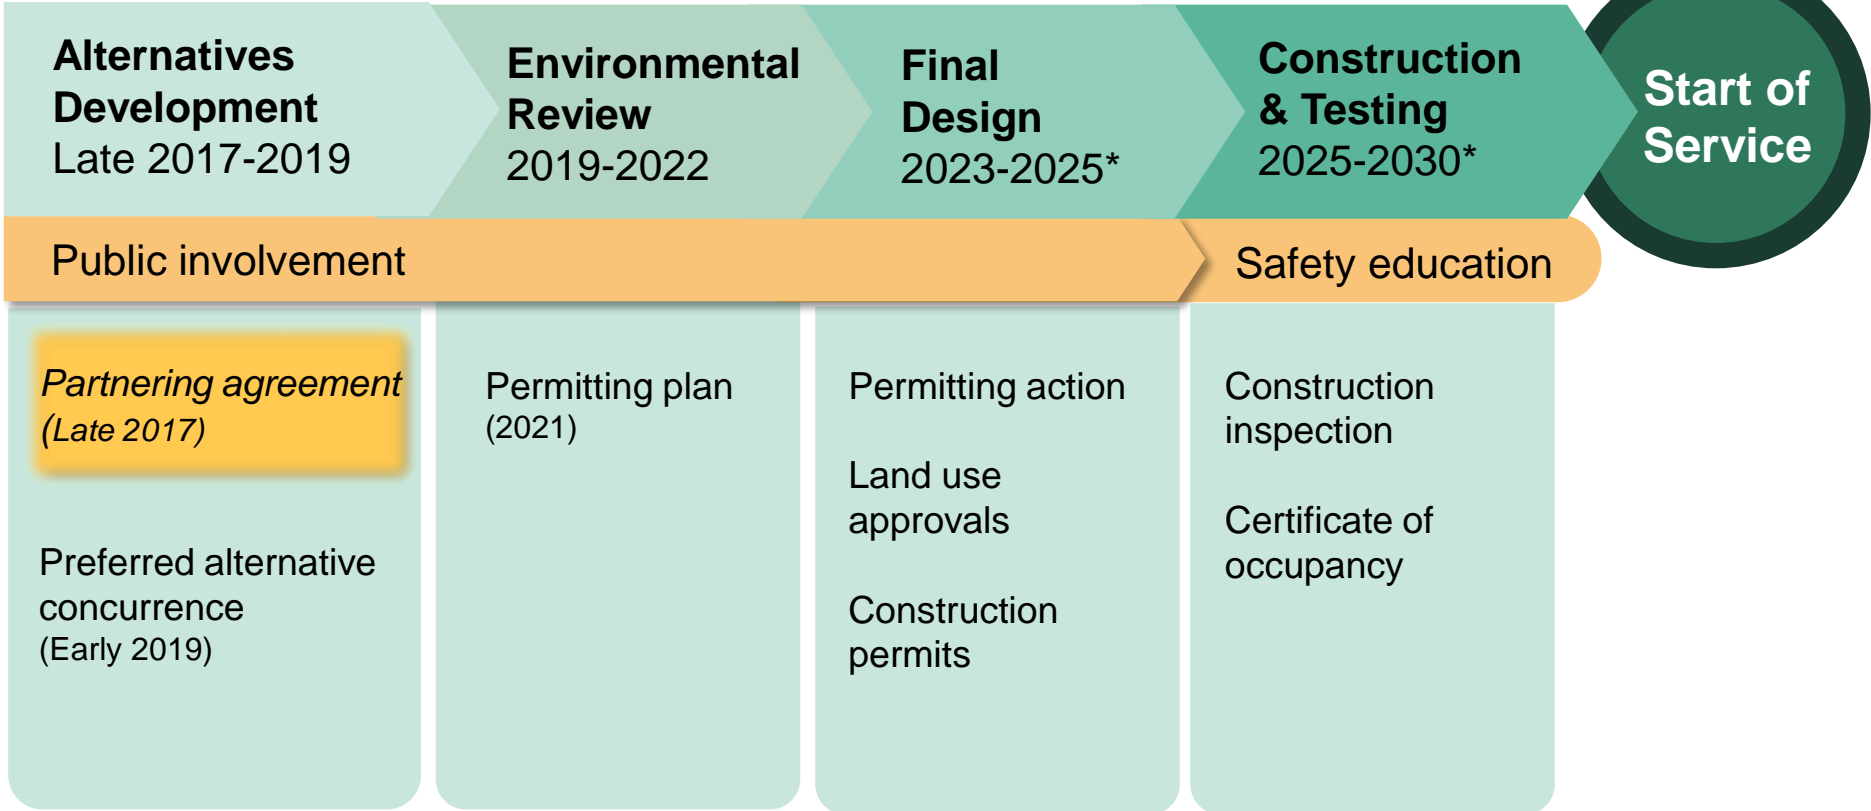 Alternatives
Development
Late 2017-2019
Environmental
Review
2019-2022
Final
Design
2023-2025*
Construction
& Testing
2025-2030*
Start of
Service
Public involvement
Safety education
Partnering agreement
(Late 2017)
Preferred alternative
concurrence
(Early 2019)
Permitting plan
(2021)
Permitting action
Land use
approvals
Construction
permits
Construction
inspection
Certificate of
occupancy